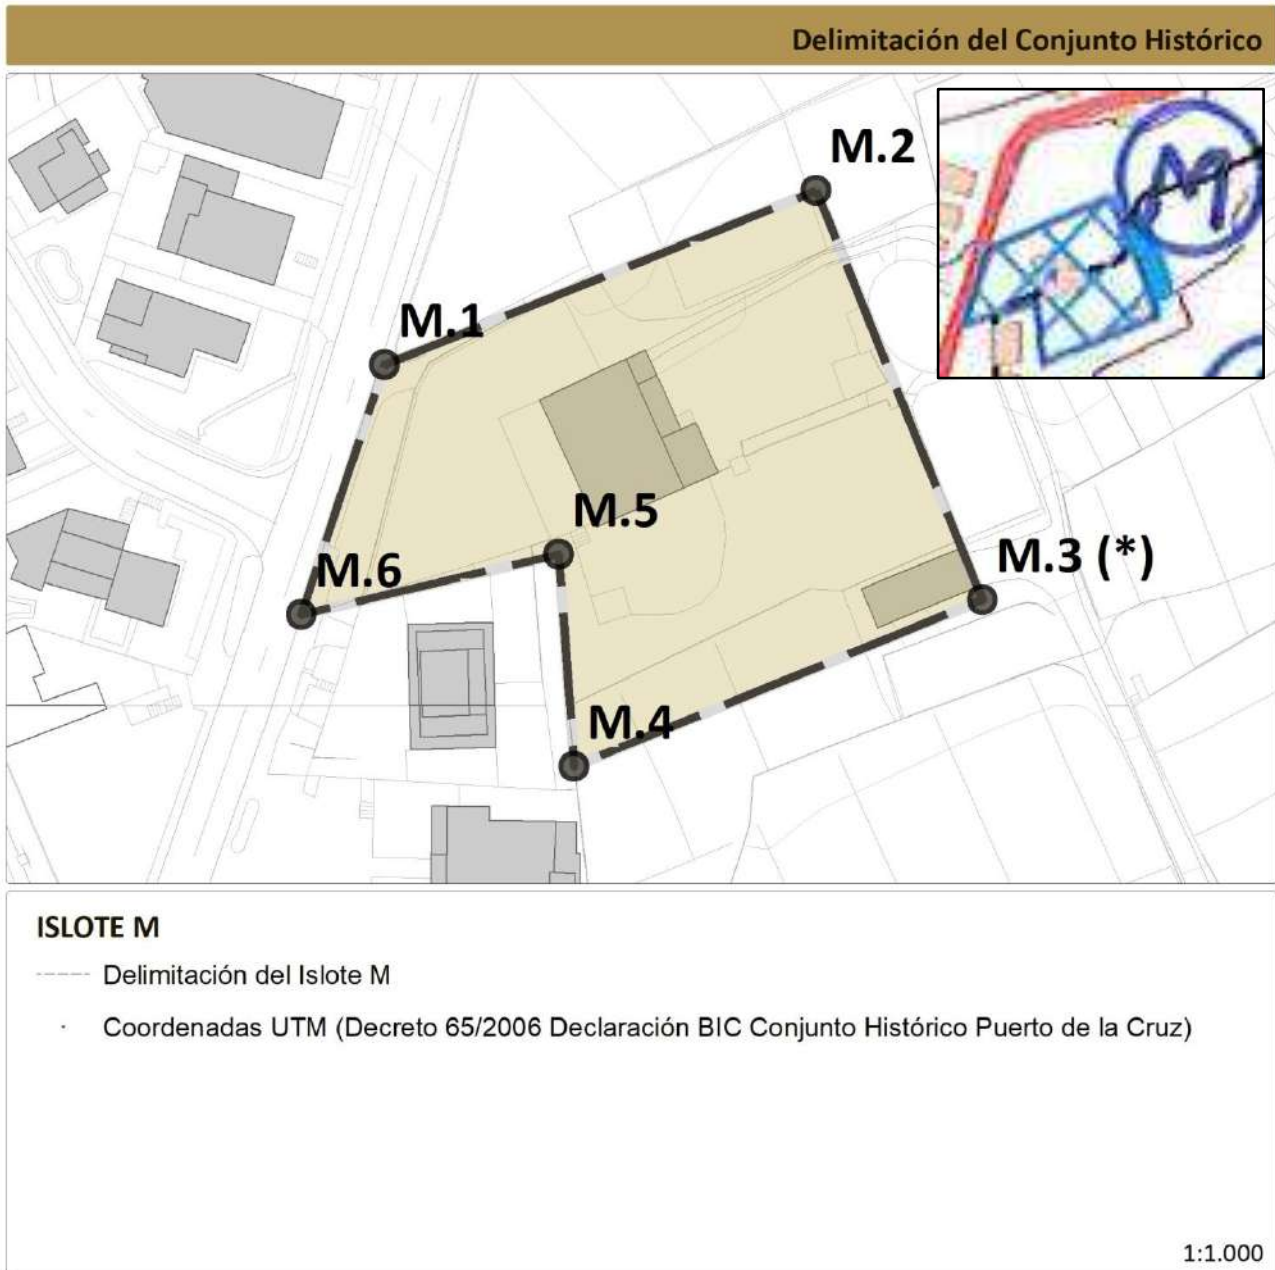 Delimitación del Conjunto Histórico
M.2
M.1
M.5
M.3 (*)
M.6
M.4
ISLOTE M
Delimitación del Islote M
Coordenadas UTM (Decreto 65/2006 Declaración BIC Conjunto Histórico Puerto de la Cruz)
1:1.000